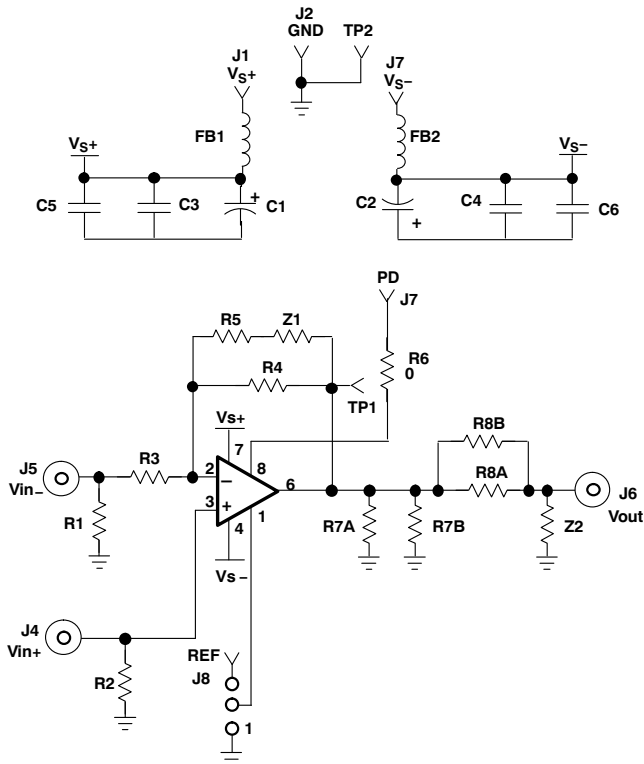 J2
GND TP2
J1
VS+
J7
VS−
FB1
FB2
VS+
VS−
C5 C3 C1
+
C2 C4 C6
+
PD
J7
R5 Z1
R6
0
R4
TP1
Vs+
R8B
7
8
J5
Vin−
R3
2
−
6
R8A
J6
Vout
3
+
1
R1
4
R7A R7B Z2
Vs−
J4
Vin+
R2
REF
J8
1